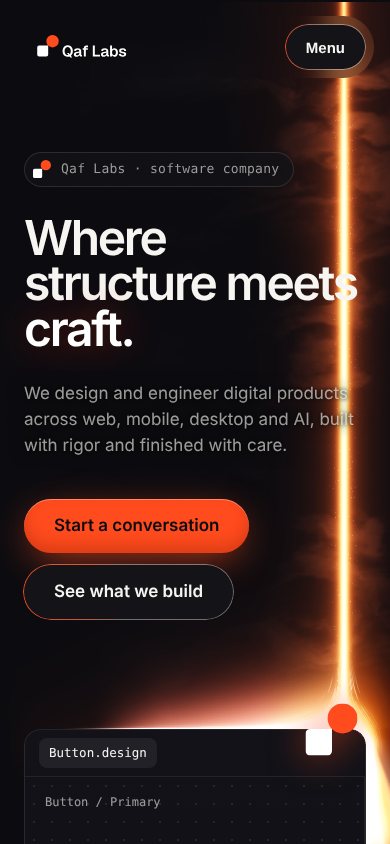 Qaf Labs
Menu
Qaf Labs · software company
Where
structure meets
craft.
We design and engineer digital products
across web, mobile, desktop and AI, built
with rigor and finished with care.
Start a conversation
See what we build
Button.design
Button / Primary